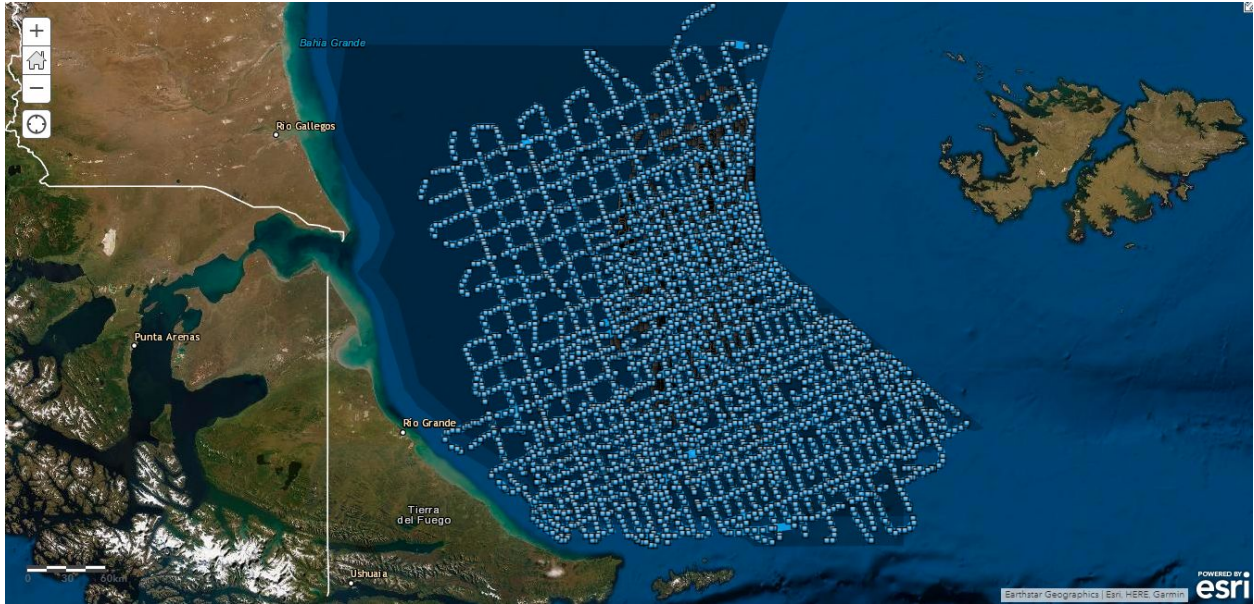 +
−
Bahía Grande
Río Gallegos
Punta Arenas
Río Grande
Tierra
del Fuego
Ushuaia
0 30 60km
POWERED BY
esri
Earthstar Geographics | Esri, HERE, Garmin